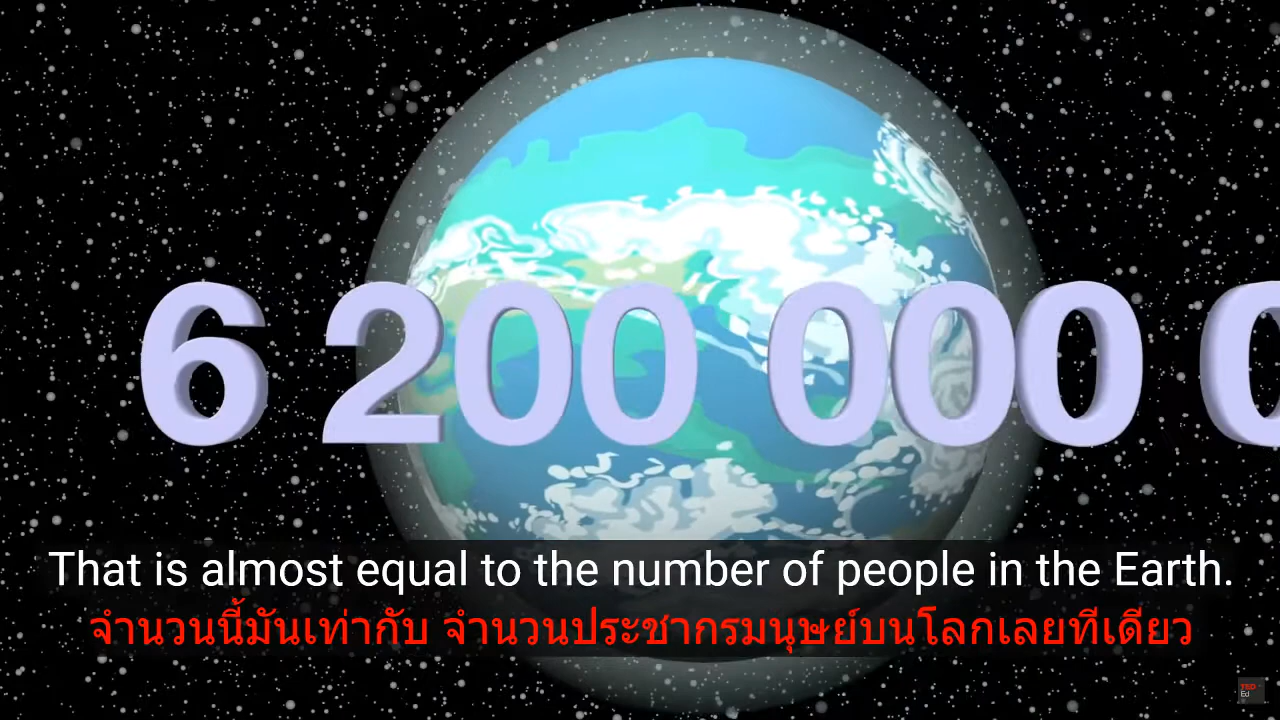 6 200 000 0
That is almost equal to the number of people in the Earth.
จำนวนนี้มันเท่ากับ จำนวนประชากรมนุษย์บนโลกเลยทีเดียว
TED
Ed